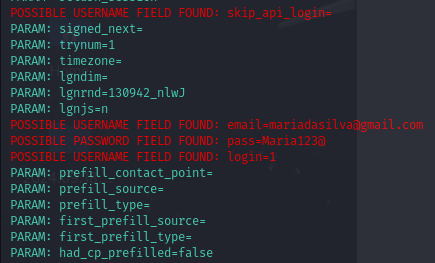 POSSIBLE USERNAME FIELD FOUND: skip_api_login=
PARAM: signed_next=
PARAM: trynum=1
PARAM: timezone=
PARAM: lgndim=
PARAM: lgnrnd=130942_nlwJ
PARAM: lgnjs=n
POSSIBLE USERNAME FIELD FOUND: email=mariadasilva@gmail.com
POSSIBLE PASSWORD FIELD FOUND: pass=Maria123@
POSSIBLE USERNAME FIELD FOUND: login=1
PARAM: prefill_contact_point=
PARAM: prefill_source=
PARAM: prefill_type=
PARAM: first_prefill_source=
PARAM: first_prefill_type=
PARAM: had_cp_prefilled=false